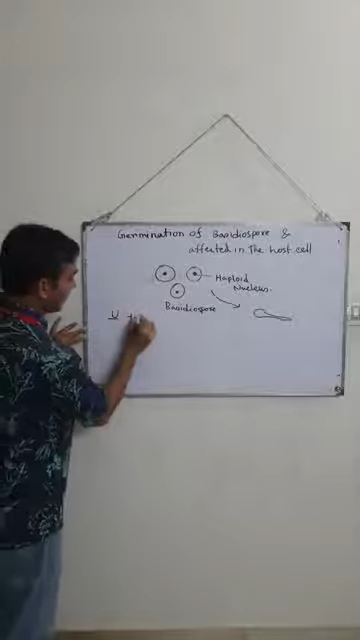 Germination of Basidiospore &
affected in The host cell
Haploid
Nucleus.
Basidiospore